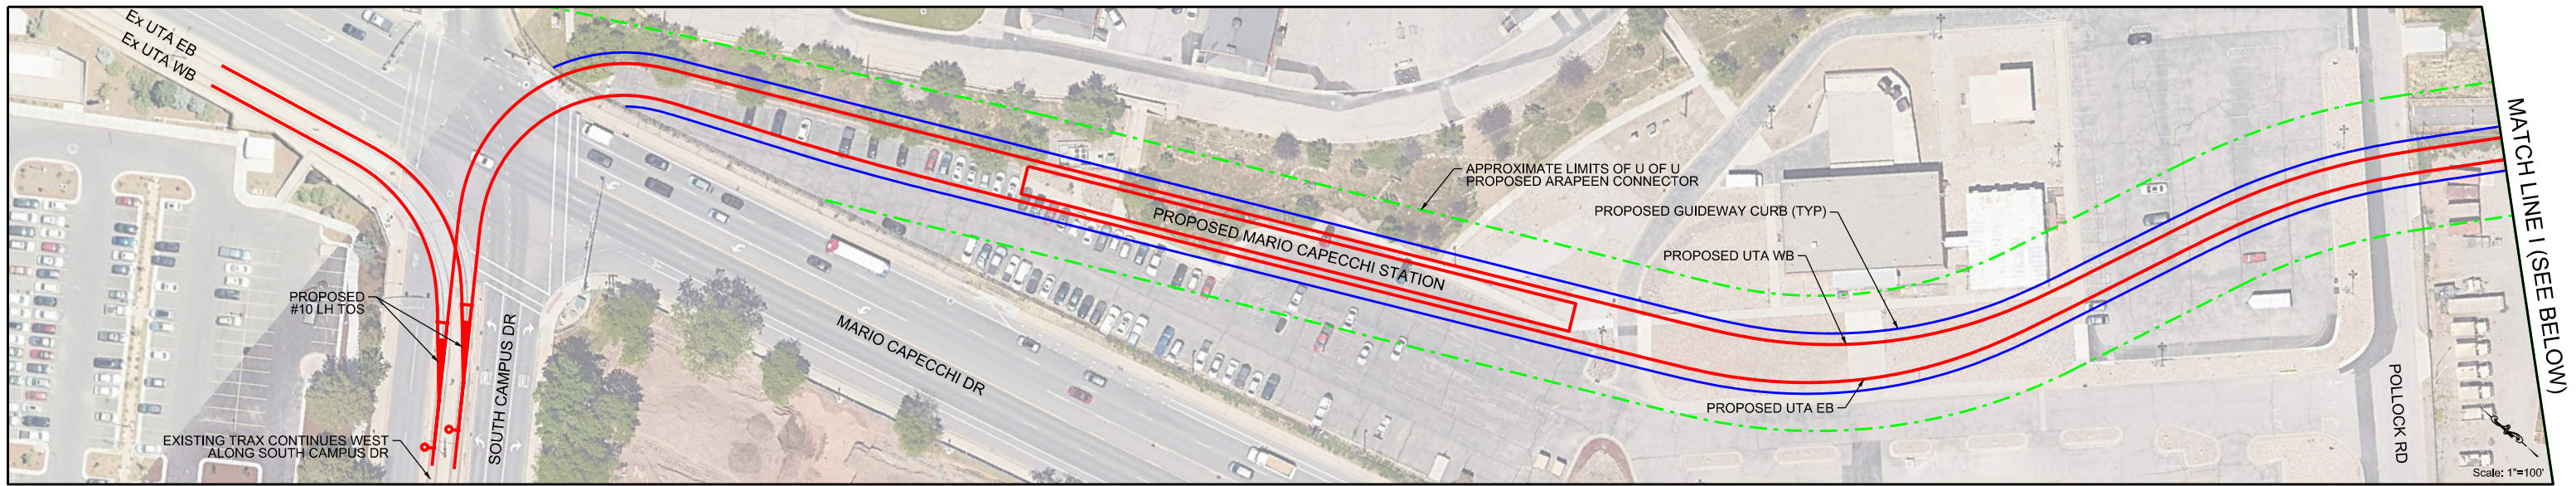 Ex UTA EB
Ex UTA WB
PROPOSED
#10 LH TOS
EXISTING TRAX CONTINUES WEST
ALONG SOUTH CAMPUS DR
SOUTH CAMPUS DR
MARIO CAPECCHI DR
PROPOSED MARIO CAPECCHI STATION
APPROXIMATE LIMITS OF U OF U
PROPOSED ARAPEEN CONNECTOR
PROPOSED GUIDEWAY CURB (TYP)
PROPOSED UTA WB
PROPOSED UTA EB
POLLOCK RD
MATCH LINE I (SEE BELOW)
Scale: 1"=100'